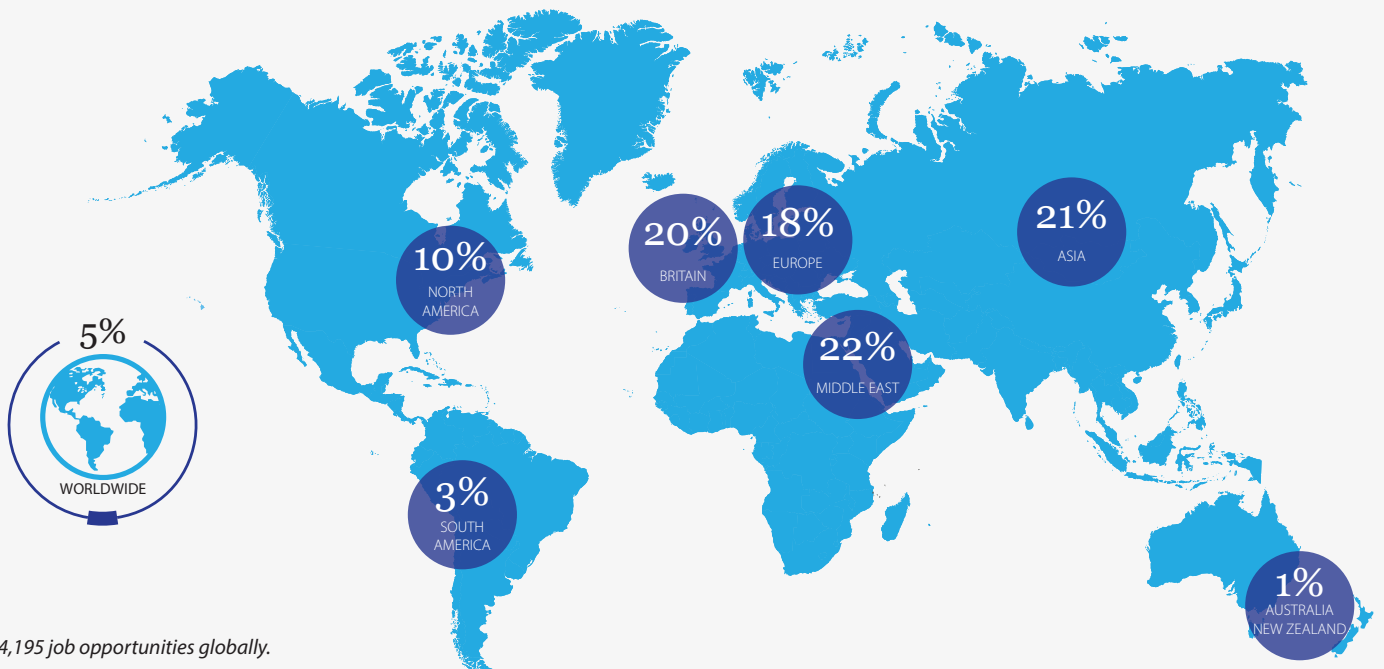 20%
BRITAIN
18%
EUROPE
21%
ASIA
10%
NORTH
AMERICA
22%
MIDDLE EAST
5%
WORLDWIDE
3%
SOUTH
AMERICA
1%
AUSTRALIA
NEW ZEALAND
4,195 job opportunities globally.